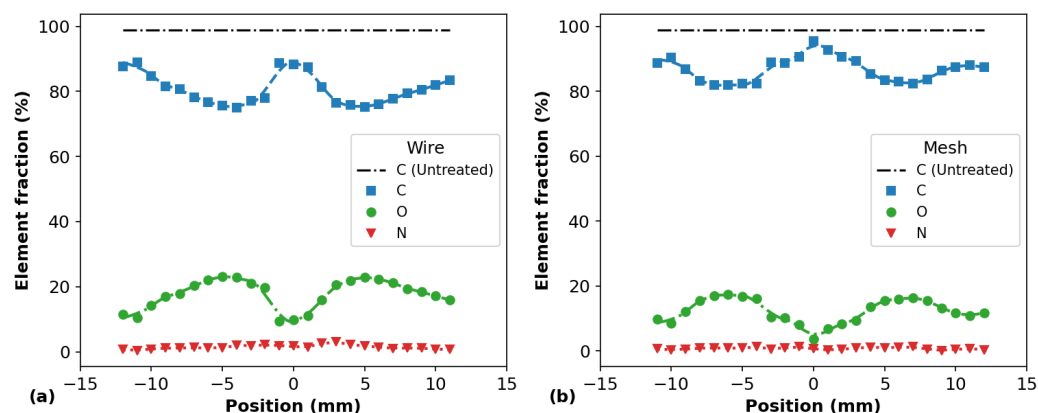 100
80
60
40
20
0
−15
−10
−5
0
5
10
15
Element fraction (%)
Position (mm)
(a)
Wire
C (Untreated)
C
O
N
100
80
60
40
20
0
−15
−10
−5
0
5
10
15
Element fraction (%)
Position (mm)
(b)
Mesh
C (Untreated)
C
O
N